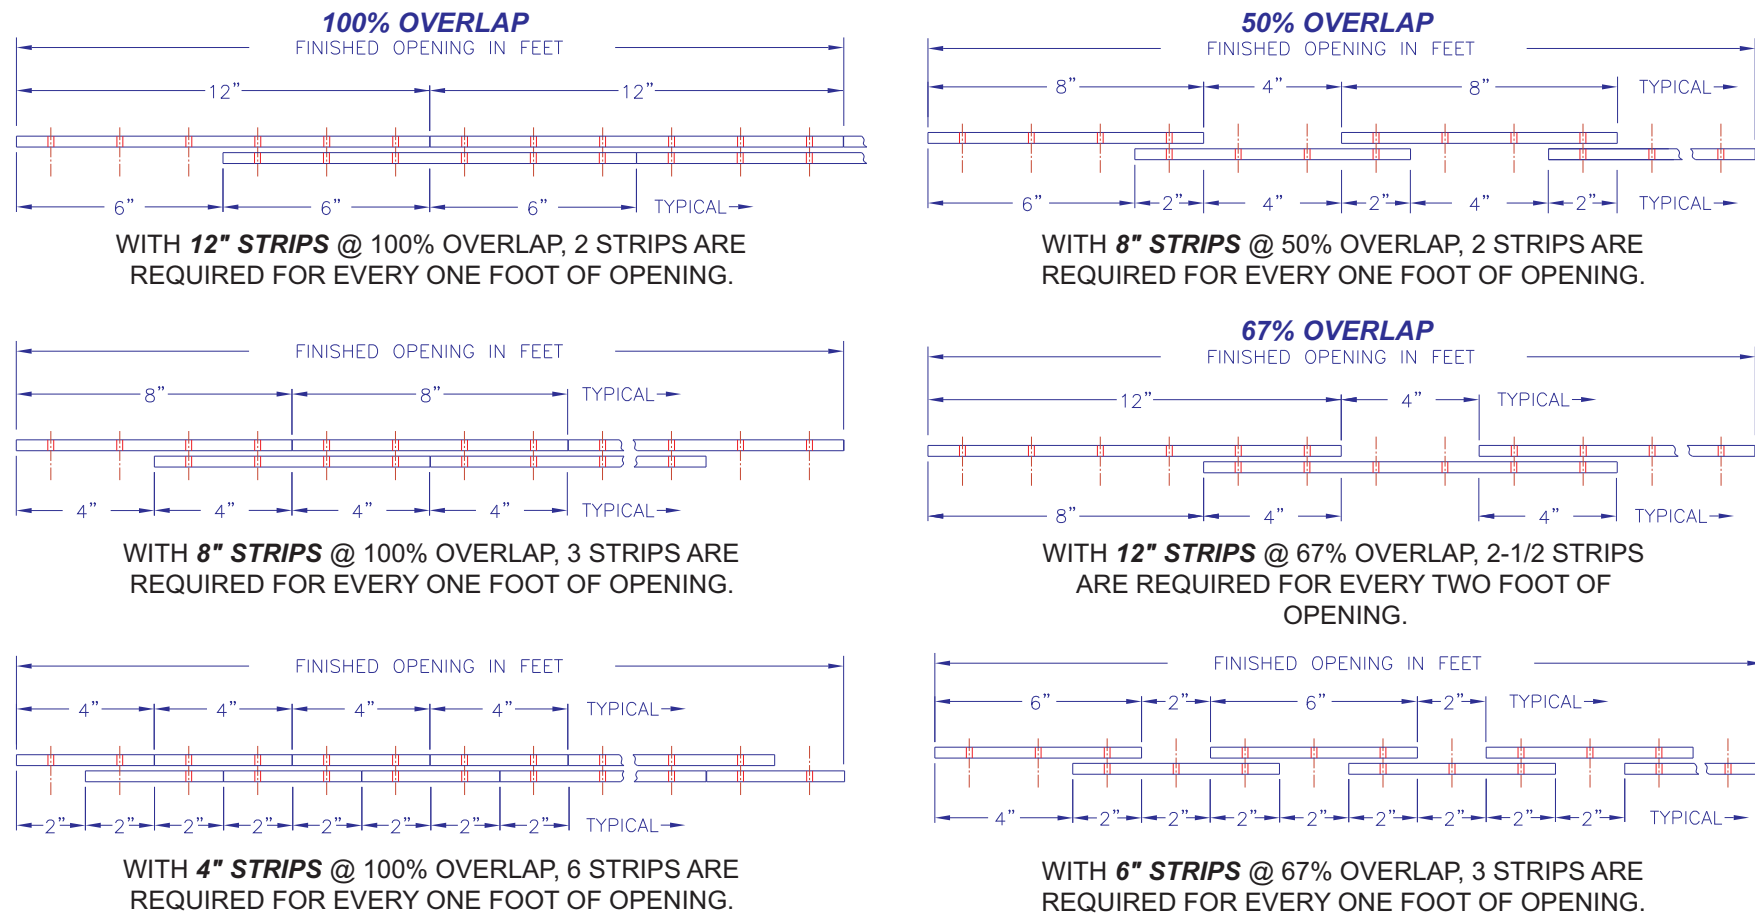 100% OVERLAP
FINISHED OPENING IN FEET
12” 12”
6” 6” 6” TYPICAL
WITH 12" STRIPS @ 100% OVERLAP, 2 STRIPS ARE
REQUIRED FOR EVERY ONE FOOT OF OPENING.
FINISHED OPENING IN FEET
8” 8” TYPICAL
4” 4” 4” 4” TYPICAL
WITH 8" STRIPS @ 100% OVERLAP, 3 STRIPS ARE
REQUIRED FOR EVERY ONE FOOT OF OPENING.
FINISHED OPENING IN FEET
4” 4” 4” 4” TYPICAL
2” 2” 2” 2” 2” 2” 2” 2” TYPICAL
WITH 4" STRIPS @ 100% OVERLAP, 6 STRIPS ARE
REQUIRED FOR EVERY ONE FOOT OF OPENING.
50% OVERLAP
FINISHED OPENING IN FEET
8” 4” 8” TYPICAL
6” 2” 4” 2” 4” 2” TYPICAL
WITH 8" STRIPS @ 50% OVERLAP, 2 STRIPS ARE
REQUIRED FOR EVERY ONE FOOT OF OPENING.
67% OVERLAP
FINISHED OPENING IN FEET
12” 4” TYPICAL
8” 4” 4” TYPICAL
WITH 12" STRIPS @ 67% OVERLAP, 2-1/2 STRIPS
ARE REQUIRED FOR EVERY TWO FOOT OF
OPENING.
FINISHED OPENING IN FEET
6” 2” 6” 2” TYPICAL
4” 2” 2” 2” 2” 2” 2” 2” 2” TYPICAL
WITH 6" STRIPS @ 67% OVERLAP, 3 STRIPS ARE
REQUIRED FOR EVERY ONE FOOT OF OPENING.